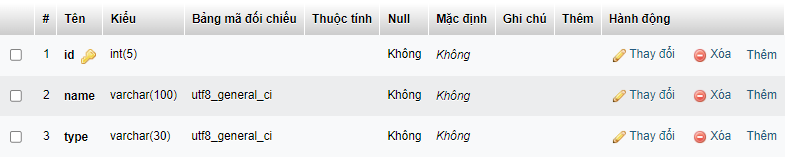 # Tên Kiểu Bảng mã đối chiếu Thuộc tính Null Mặc định Ghi chú Thêm Hành động
1 id int(5) Không Không Thay đổi Xóa Thêm
2 name varchar(100) utf8_general_ci Không Không Thay đổi Xóa Thêm
3 type varchar(30) utf8_general_ci Không Không Thay đổi Xóa Thêm